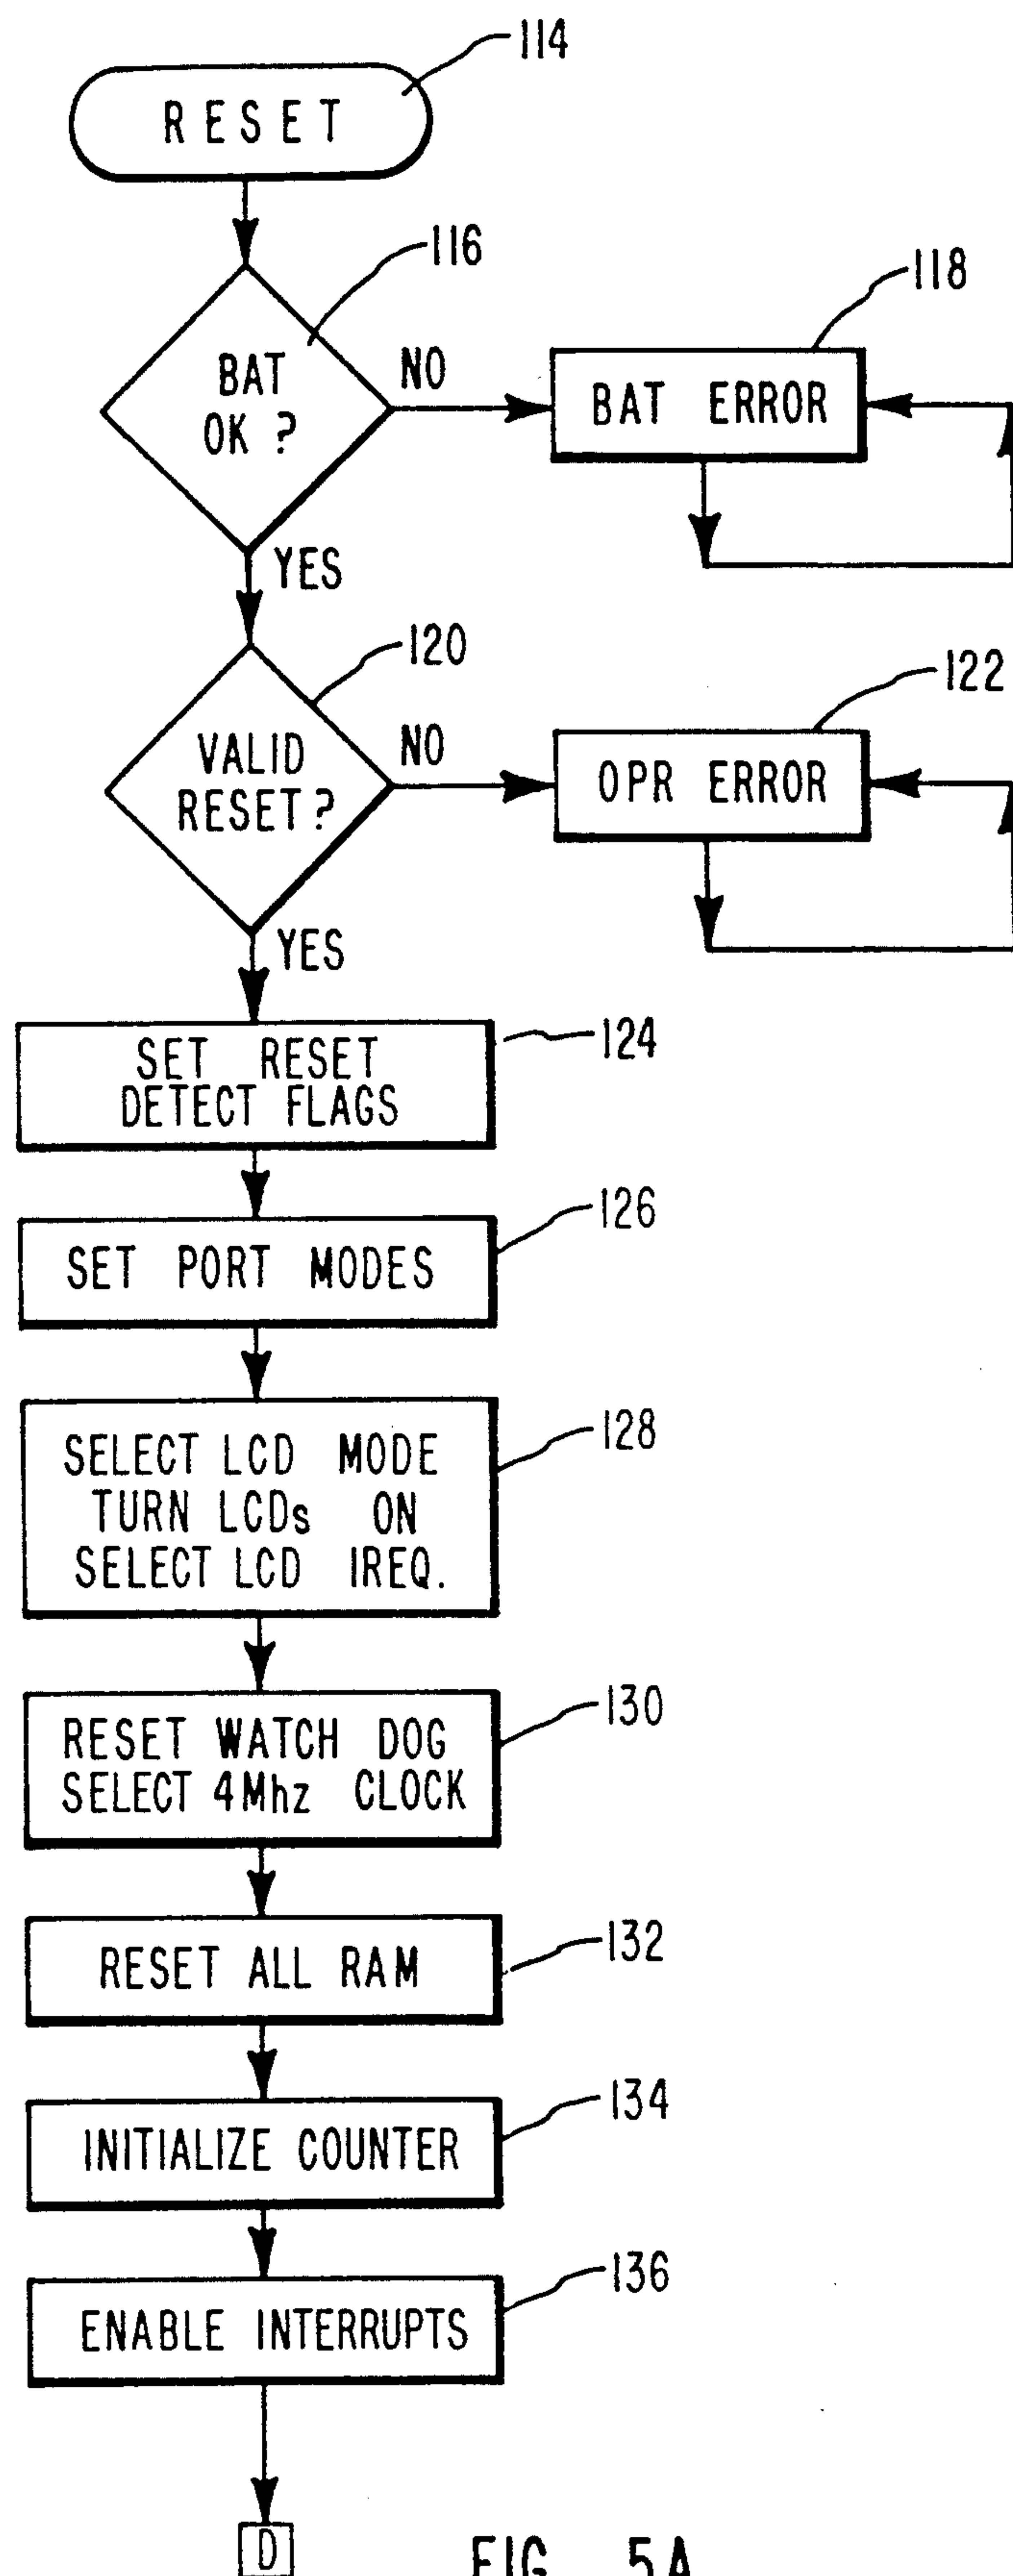 114
RESET
116
BAT
OK ?
NO
118
BAT ERROR
YES
120
VALID
RESET?
NO
122
OPR ERROR
YES
124
SET RESET
DETECT FLAGS
126
SET PORT MODES
128
SELECT LCD MODE
TURN LCDs ON
SELECT LCD IREQ.
130
RESET WATCH DOG
SELECT 4Mhz CLOCK
132
RESET ALL RAM
134
INITIALIZE COUNTER
136
ENABLE INTERRUPTS
D
FIG. 5A